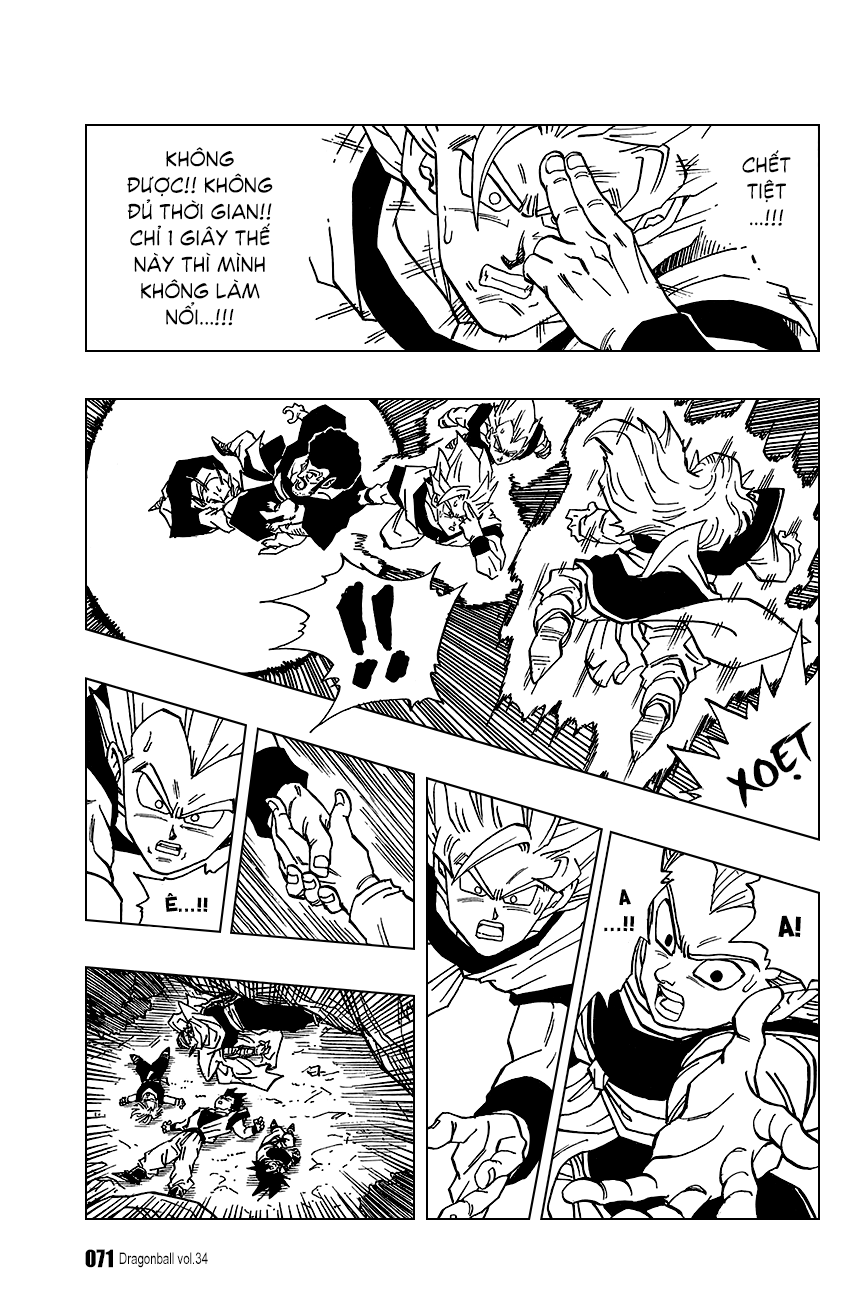 CHẾT
TIỆT
...!!!
KHÔNG
ĐƯỢC!! KHÔNG
ĐỦ THỜI GIAN!!
CHỈ 1 GIÂY THẾ
NÀY THÌ MÌNH
KHÔNG LÀM
NỔI...!!!
!!
XOẸT
A!
A
...!!
Ê...!!
071 Dragonball vol.34